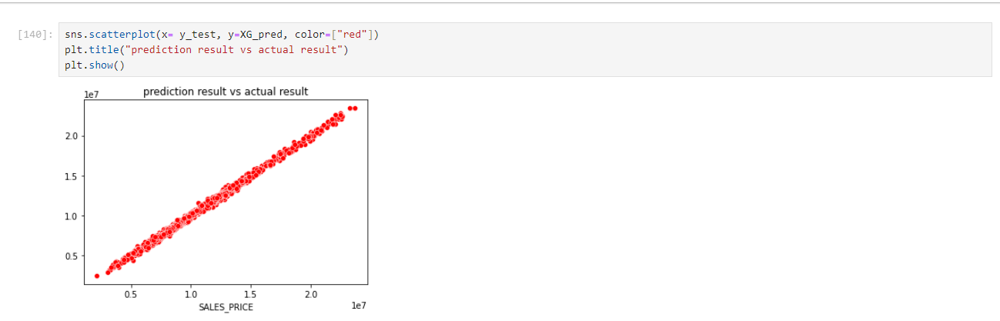 [140]: sns.scatterplot(x= y_test, y=XG_pred, color=["red"])
plt.title("prediction result vs actual result")
plt.show()
prediction result vs actual result
1e7
2.0
1.5
1.0
0.5
0.5 1.0 1.5 2.0
SALES_PRICE 1e7